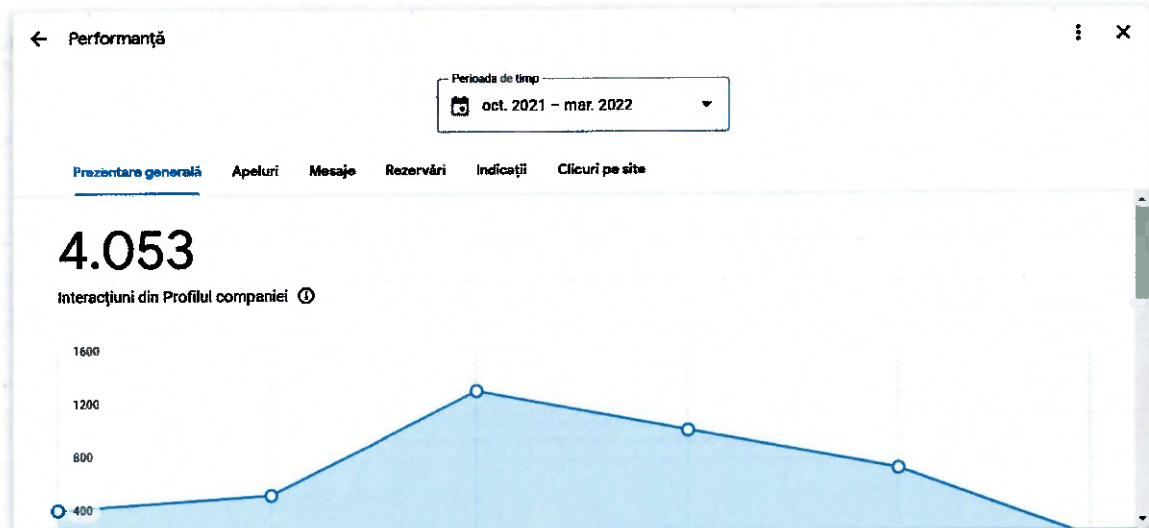 Performanță
Perioada de timp
oct. 2021 – mar. 2022
Prezentare generală Apeluri Mesaje Rezervări Indicații Clicuri pe site
4.053
Interacțiuni din Profilul companiei
1600
1200
800
400